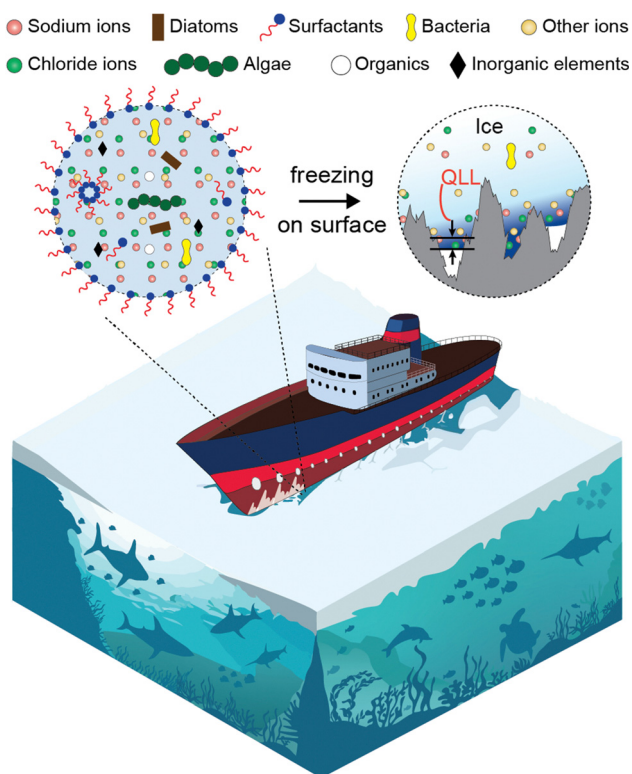 Sodium ions Diatoms Surfactants Bacteria Other ions
Chloride ions Algae Organics Inorganic elements
Ice
QLL
freezing
on surface